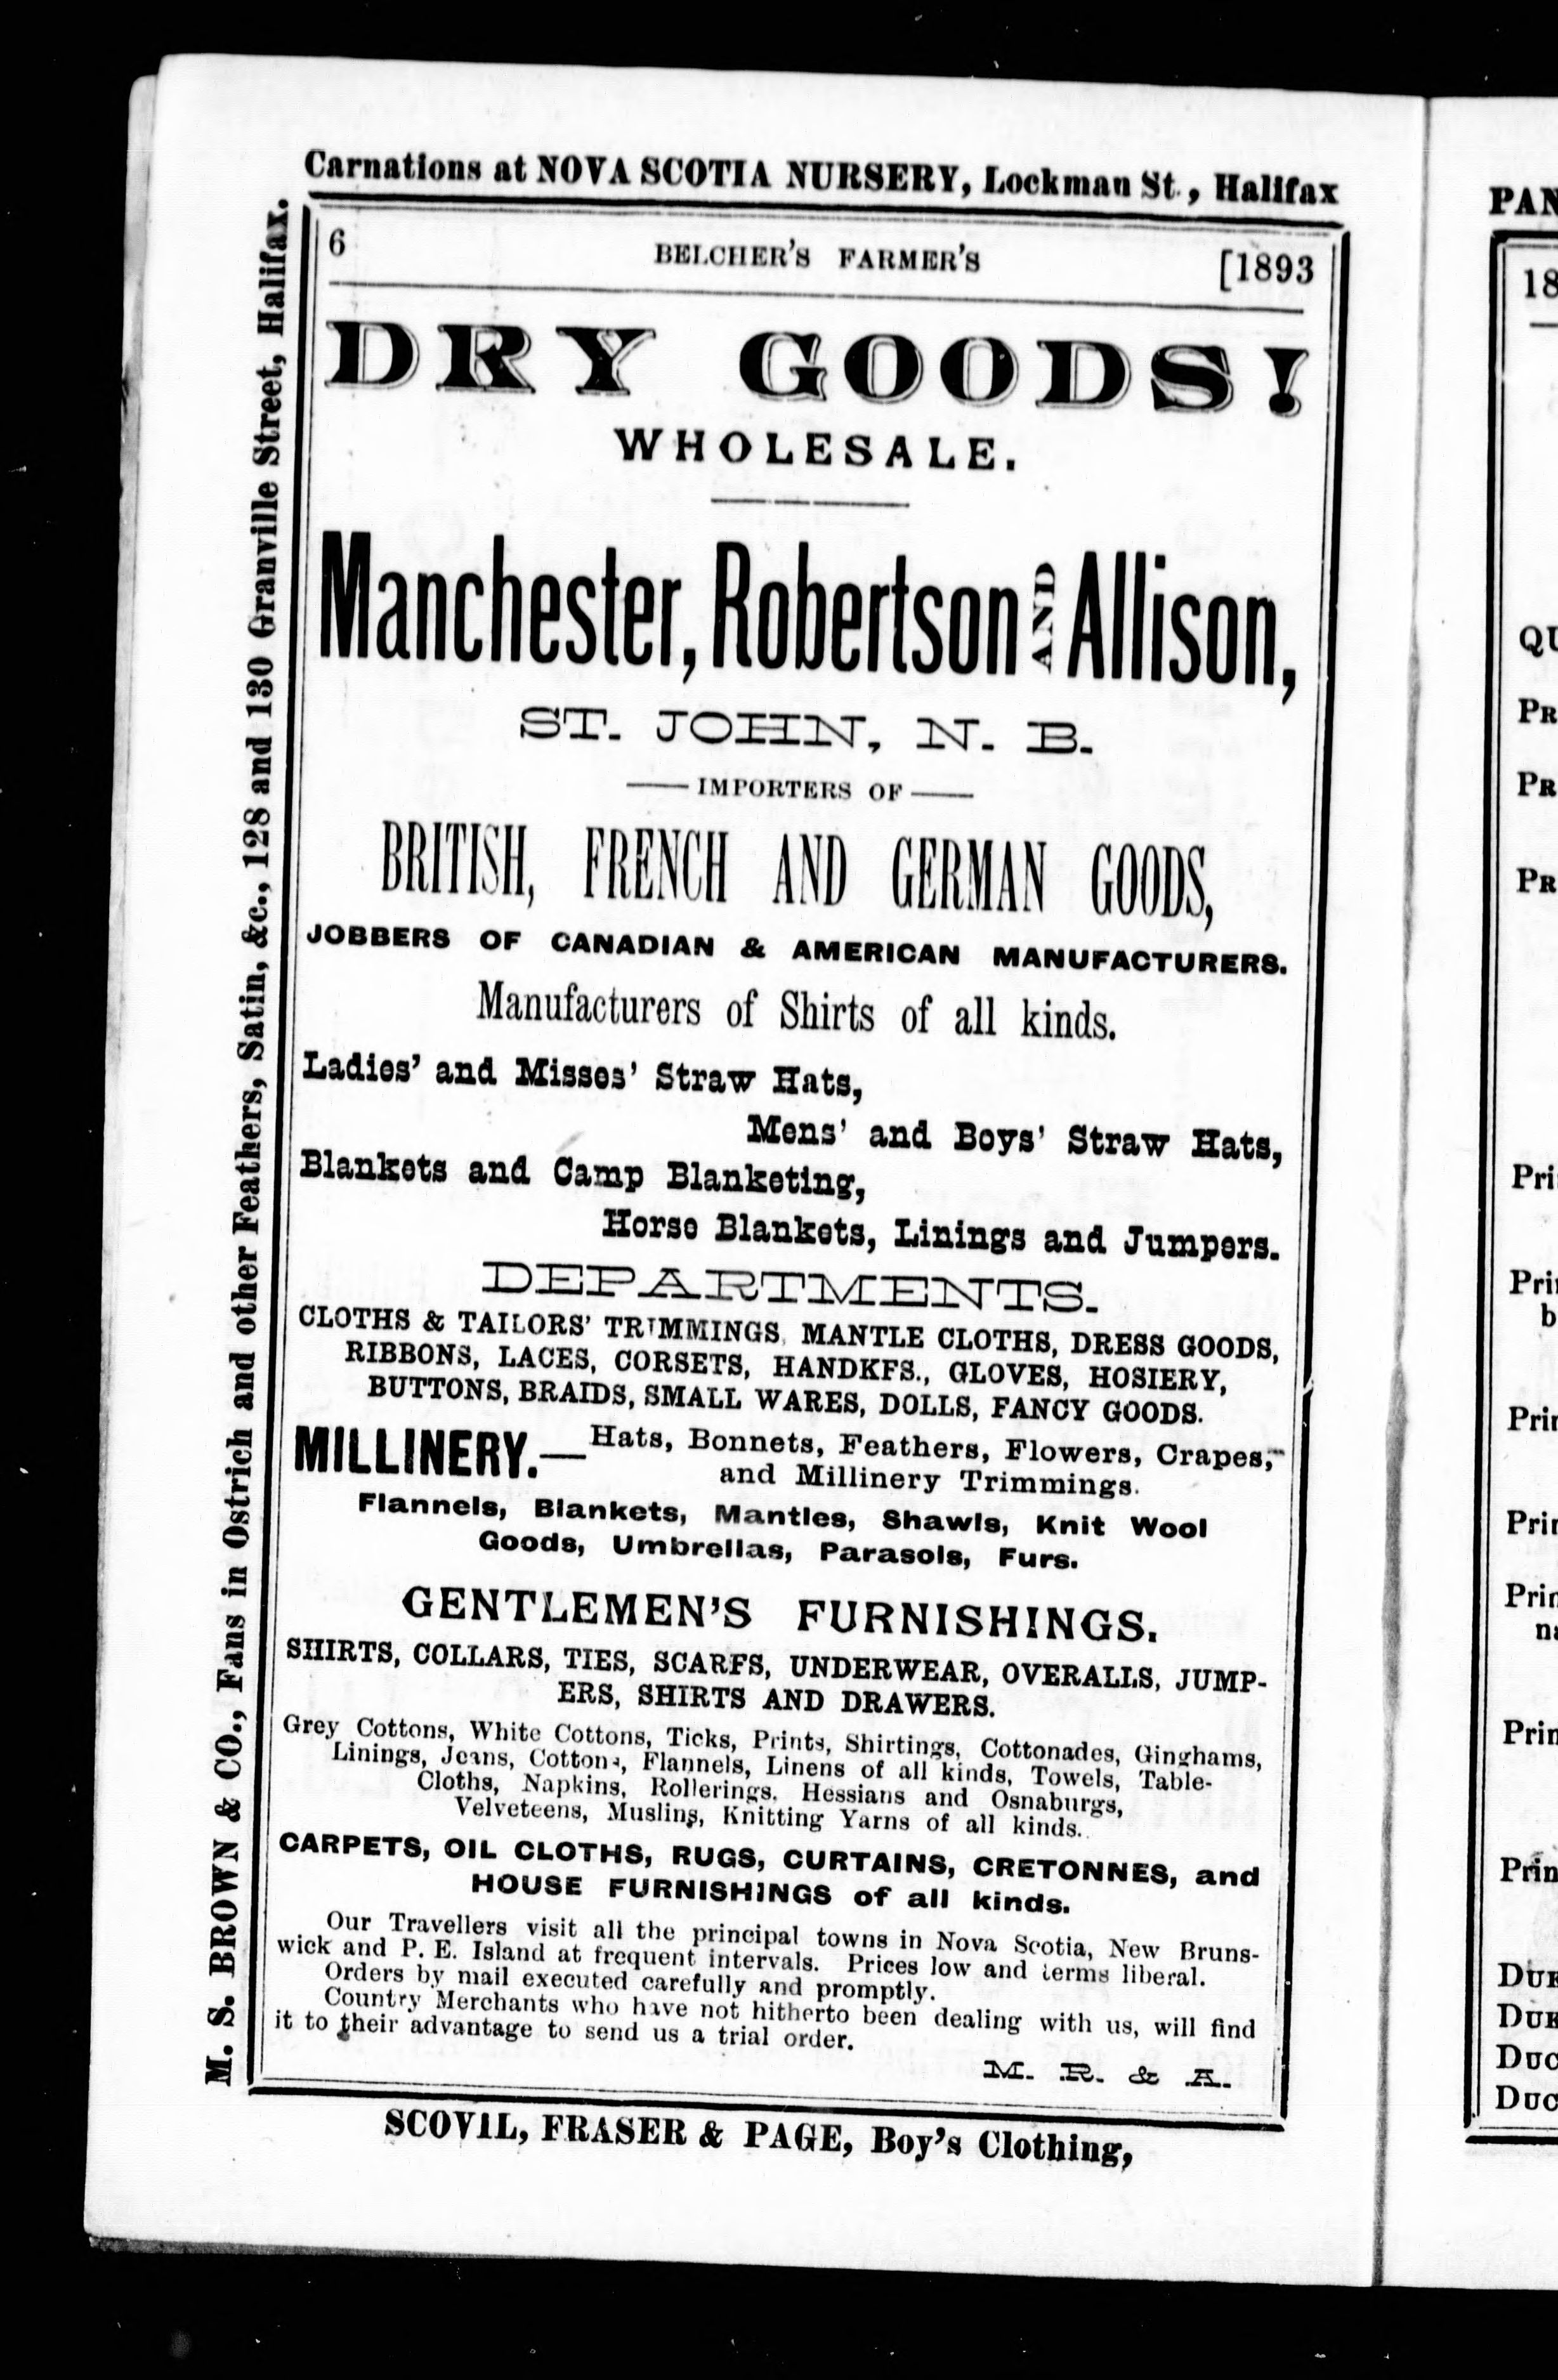 Carnations at NOVA SCOTIA NURSERY, Lockman St., Halifax
M. S. BROWN & CO., Fans in Ostrich and other Feathers, Satin, &c., 128 and 130 Granville Street, Halifax.
6 BELCHER'S FARMER'S [1893
DRY GOODS!
WHOLESALE.
Manchester, Robertson AND Allison,
ST. JOHN, N. B.
IMPORTERS OF
BRITISH, FRENCH AND GERMAN GOODS,
JOBBERS OF CANADIAN & AMERICAN MANUFACTURERS.
Manufacturers of Shirts of all kinds.
Ladies' and Misses' Straw Hats,
Mens' and Boys' Straw Hats,
Blankets and Camp Blanketing,
Horse Blankets, Linings and Jumpers.
DEPARTMENTS.
CLOTHS & TAILORS' TRIMMINGS, MANTLE CLOTHS, DRESS GOODS,
RIBBONS, LACES, CORSETS, HANDKFS., GLOVES, HOSIERY,
BUTTONS, BRAIDS, SMALL WARES, DOLLS, FANCY GOODS.
MILLINERY.—Hats, Bonnets, Feathers, Flowers, Crapes,
and Millinery Trimmings.
Flannels, Blankets, Mantles, Shawls, Knit Wool
Goods, Umbrellas, Parasols, Furs.
GENTLEMEN'S FURNISHINGS.
SHIRTS, COLLARS, TIES, SCARFS, UNDERWEAR, OVERALLS, JUMP-
ERS, SHIRTS AND DRAWERS.
Grey Cottons, White Cottons, Ticks, Prints, Shirtings, Cottonades, Ginghams,
Linings, Jeans, Cottons, Flannels, Linens of all kinds, Towels, Table-
Cloths, Napkins, Rollerings, Hessians and Osnaburgs,
Velveteens, Muslins, Knitting Yarns of all kinds.
CARPETS, OIL CLOTHS, RUGS, CURTAINS, CRETONNES, and
HOUSE FURNISHINGS of all kinds.
Our Travellers visit all the principal towns in Nova Scotia, New Bruns-
wick and P. E. Island at frequent intervals. Prices low and terms liberal.
Orders by mail executed carefully and promptly.
Country Merchants who have not hitherto been dealing with us, will find
it to their advantage to send us a trial order.
M. R. & A.
SCOVIL, FRASER & PAGE, Boy's Clothing,